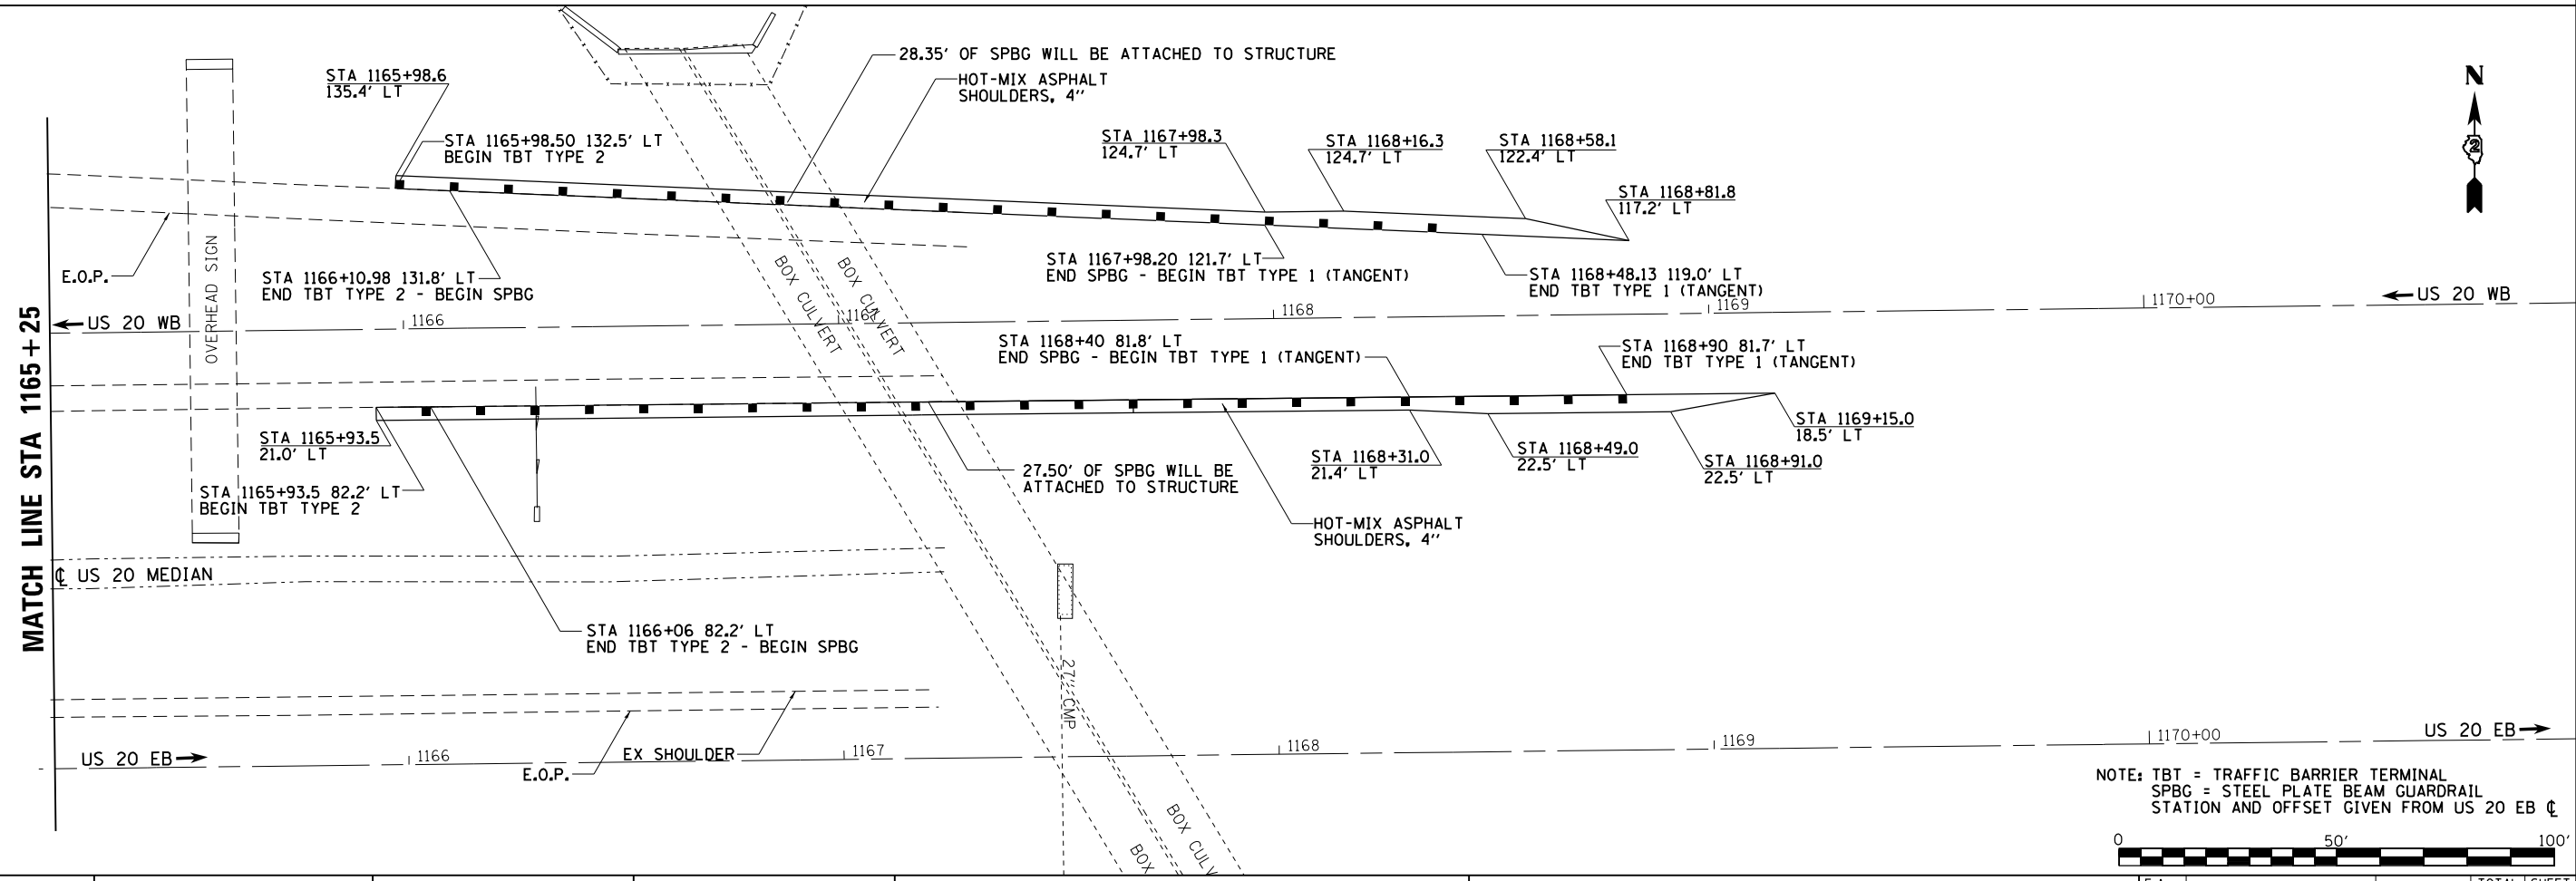 28.35' OF SPBG WILL BE ATTACHED TO STRUCTURE
HOT-MIX ASPHALT
SHOULDERS, 4"
STA 1165+98.6
135.4' LT
STA 1165+98.50 132.5' LT
BEGIN TBT TYPE 2
STA 1167+98.3
124.7' LT
STA 1168+16.3
124.7' LT
STA 1168+58.1
122.4' LT
STA 1168+81.8
117.2' LT
N
2
E.O.P.
OVERHEAD SIGN
STA 1166+10.98 131.8' LT
END TBT TYPE 2 - BEGIN SPBG
BOX CULVERT
BOX CULVERT
STA 1167+98.20 121.7' LT
END SPBG - BEGIN TBT TYPE 1 (TANGENT)
STA 1168+48.13 119.0' LT
END TBT TYPE 1 (TANGENT)
MATCH LINE STA 1165+25
US 20 WB
1166
1168
1169
1170+00
US 20 WB
STA 1168+40 81.8' LT
END SPBG - BEGIN TBT TYPE 1 (TANGENT)
STA 1168+90 81.7' LT
END TBT TYPE 1 (TANGENT)
STA 1165+93.5
21.0' LT
STA 1165+93.5 82.2' LT
BEGIN TBT TYPE 2
27.50' OF SPBG WILL BE
ATTACHED TO STRUCTURE
STA 1168+31.0
21.4' LT
STA 1168+49.0
22.5' LT
STA 1168+91.0
22.5' LT
STA 1169+15.0
18.5' LT
HOT-MIX ASPHALT
SHOULDERS, 4"
℄ US 20 MEDIAN
STA 1166+06 82.2' LT
END TBT TYPE 2 - BEGIN SPBG
27" CMP
US 20 EB
1166
E.O.P.
EX SHOULDER
1167
1168
1169
1170+00
US 20 EB
BOX
BOX CULV
NOTE: TBT = TRAFFIC BARRIER TERMINAL
SPBG = STEEL PLATE BEAM GUARDRAIL
STATION AND OFFSET GIVEN FROM US 20 EB ℄
0 50' 100'